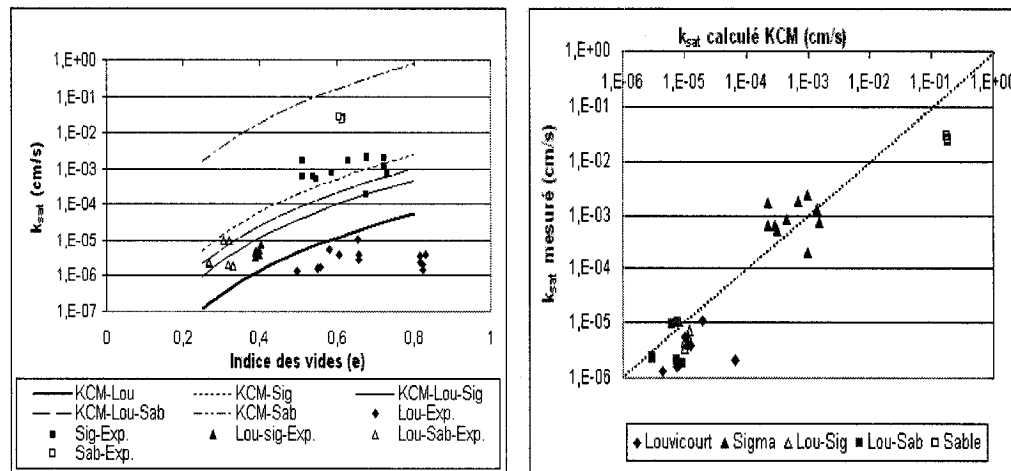 1,E+00
1,E-01
1,E-02
1,E-03
1,E-04
1,E-05
1,E-06
1,E-07
ksat (cm/s)
0 0,2 0,4 0,6 0,8 1
Indice des vides (e)
KCM-Lou KCM-Sig KCM-Lou-Sig
KCM-Lou-Sab KCM-Sab Lou-Exp.
Sig-Exp. Lou-sig-Exp. Lou-Sab-Exp.
Sab-Exp.
ksat calculé KCM (cm/s)
1,E-06 1,E-05 1,E-04 1,E-03 1,E-02 1,E-01 1,E+00
1,E+00
1,E-01
1,E-02
1,E-03
1,E-04
1,E-05
1,E-06
ksat mesuré (cm/s)
Louvicourt Sigma Lou-Sig Lou-Sab Sable